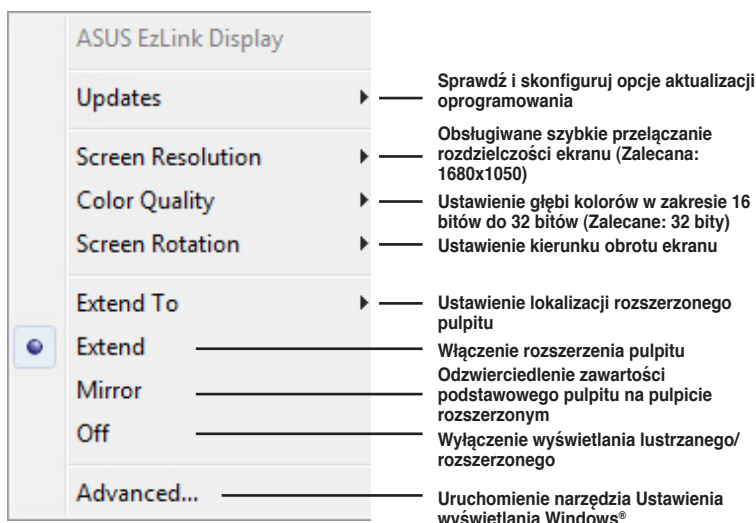 ASUS EzLink Display
Updates
Sprawdź i skonfiguruj opcje aktualizacji
oprogramowania
Screen Resolution
Obsługiwane szybkie przełączanie
rozdzielczości ekranu (Zalecana:
1680x1050)
Color Quality
Ustawienie głębi kolorów w zakresie 16
bitów do 32 bitów (Zalecane: 32 bity)
Screen Rotation
Ustawienie kierunku obrotu ekranu
Extend To
Ustawienie lokalizacji rozszerzonego
pulpitu
Extend
Włączenie rozszerzenia pulpitu
Mirror
Odzwierciedlenie zawartości
podstawowego pulpitu na pulpicie
rozszerzonym
Off
Wyłączenie wyświetlania lustrzanego/
rozszerzonego
Advanced...
Uruchomienie narzędzia Ustawienia
wyświetlania Windows®